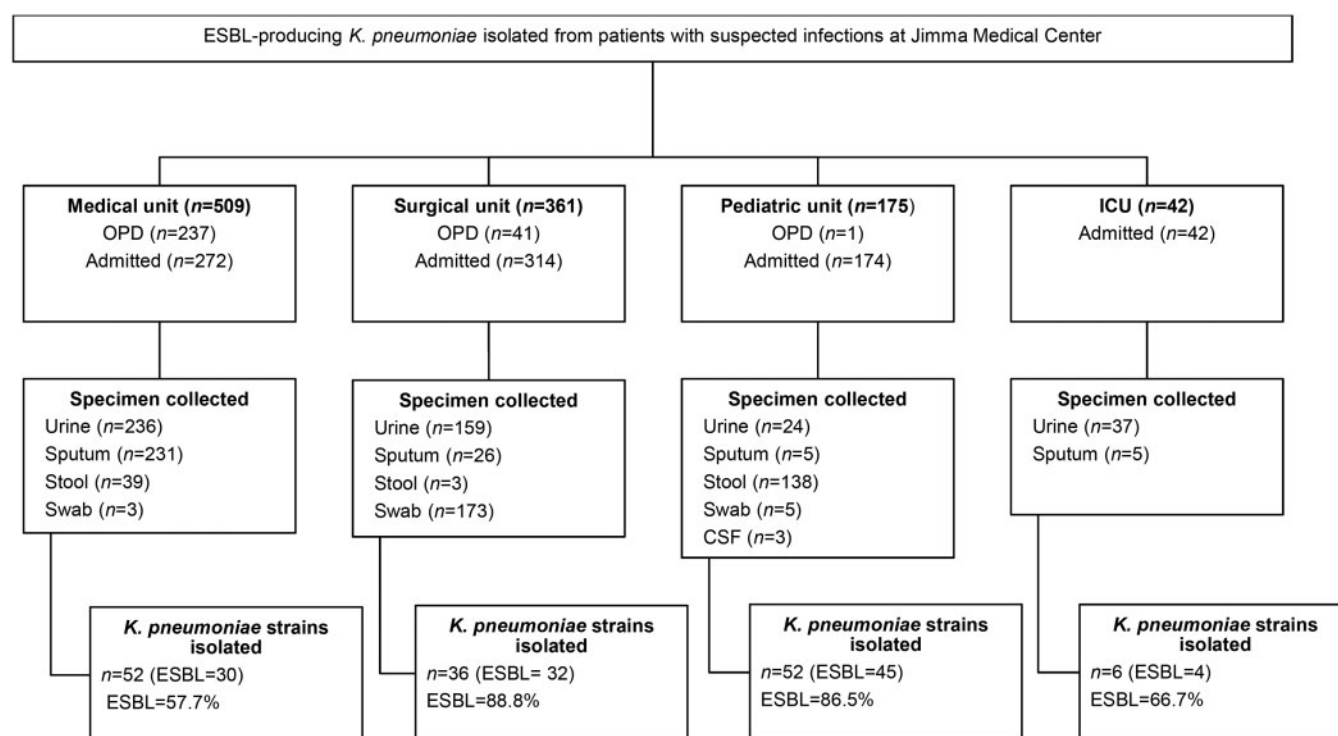 ESBL-producing K. pneumoniae isolated from patients with suspected infections at Jimma Medical Center
Medical unit (n=509)
OPD (n=237)
Admitted (n=272)
Surgical unit (n=361)
OPD (n=41)
Admitted (n=314)
Pediatric unit (n=175)
OPD (n=1)
Admitted (n=174)
ICU (n=42)
Admitted (n=42)
Specimen collected
Urine (n=236)
Sputum (n=231)
Stool (n=39)
Swab (n=3)
Specimen collected
Urine (n=159)
Sputum (n=26)
Stool (n=3)
Swab (n=173)
Specimen collected
Urine (n=24)
Sputum (n=5)
Stool (n=138)
Swab (n=5)
CSF (n=3)
Specimen collected
Urine (n=37)
Sputum (n=5)
K. pneumoniae strains
isolated
n=52 (ESBL=30)
ESBL=57.7%
K. pneumoniae strains
isolated
n=36 (ESBL= 32)
ESBL=88.8%
K. pneumoniae strains
isolated
n=52 (ESBL=45)
ESBL=86.5%
K. pneumoniae strains
isolated
n=6 (ESBL=4)
ESBL=66.7%